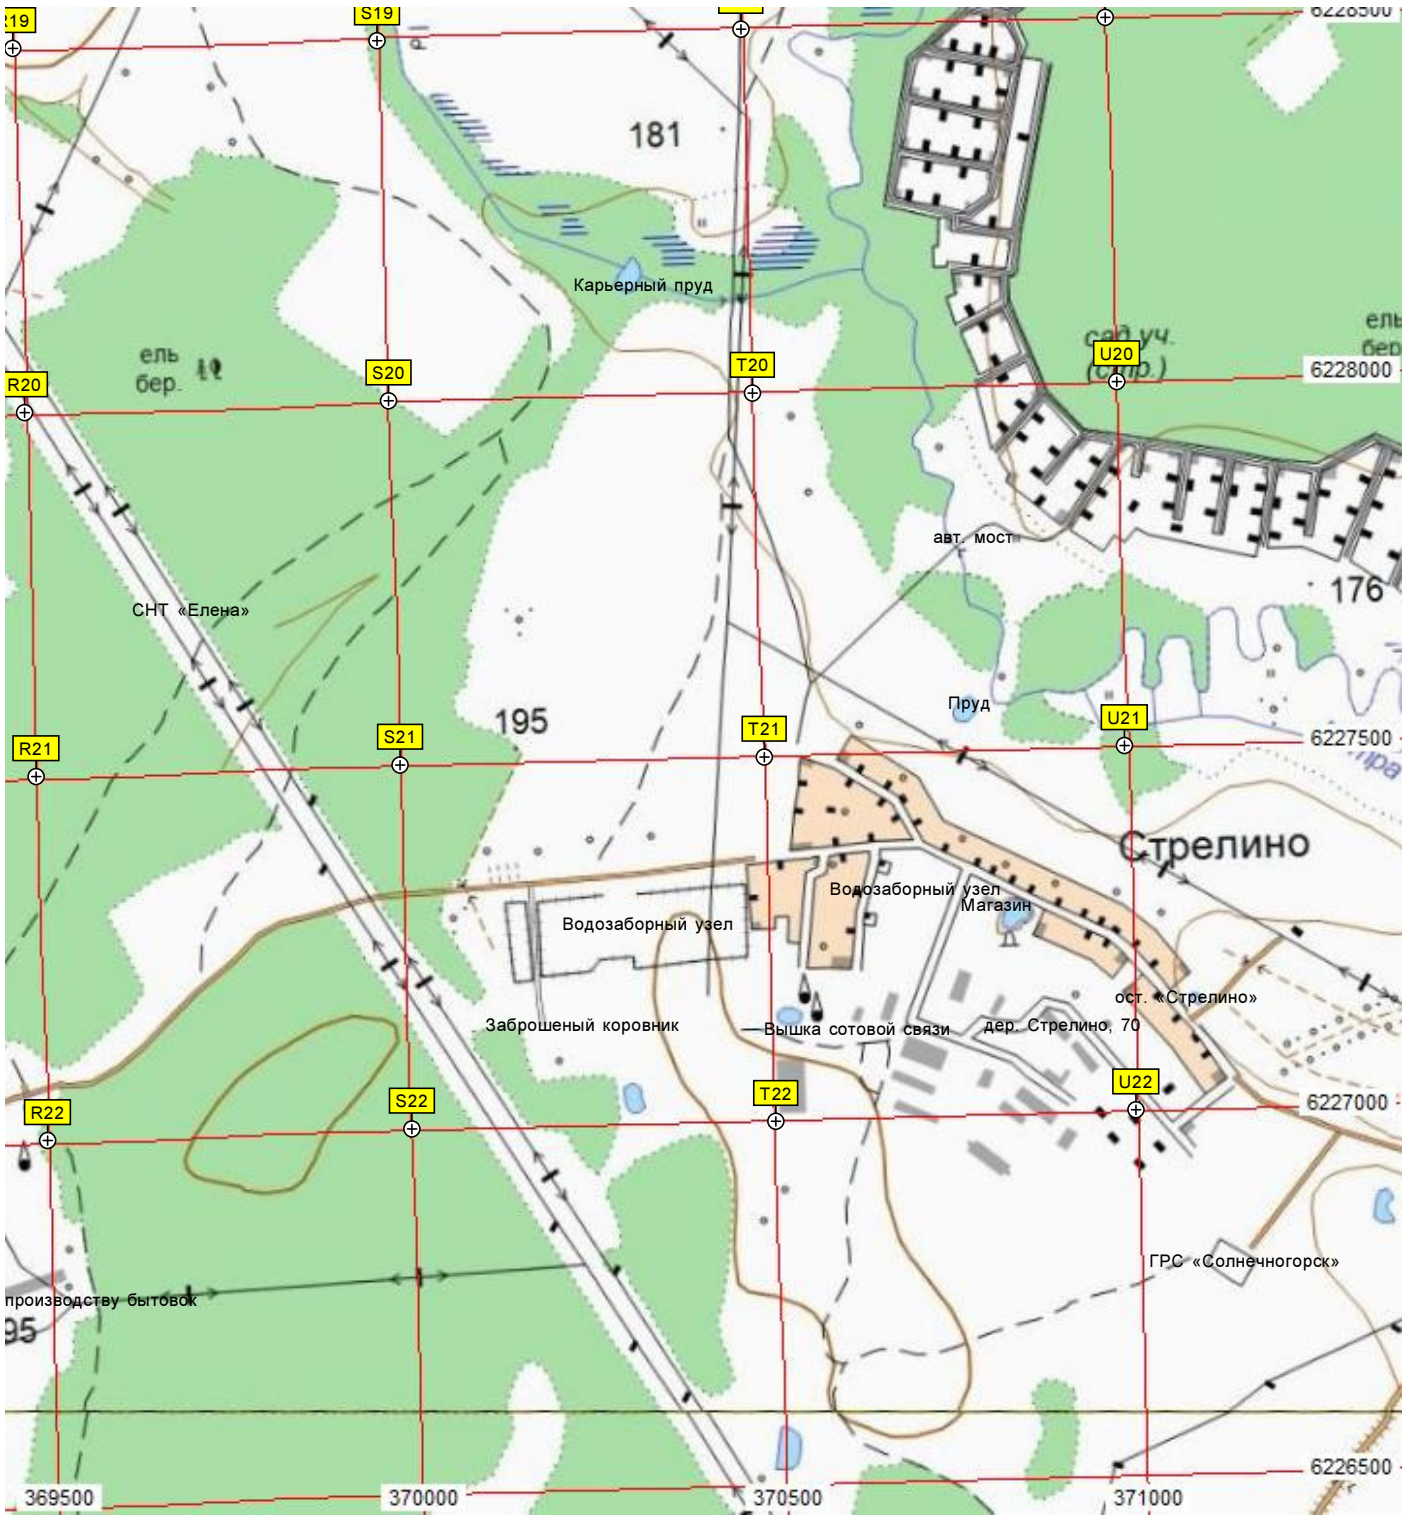 S19
6228500
181
Карьерный пруд
ель
бер.
сад уч.
(стр.)
ель
R20
S20
T20
U20
6228000
авт. мост
176
СНТ «Елена»
195
Пруд
R21
S21
T21
U21
6227500
Стрелино
Водозаборный узел
Магазин
Водозаборный узел
ост. «Стрелино»
Заброшеный коровник
Вышка сотовой связи
дер. Стрелино, 70
R22
S22
T22
U22
6227000
ГРС «Солнечногорск»
производству бытовок
95
6226500
369500
370000
370500
371000